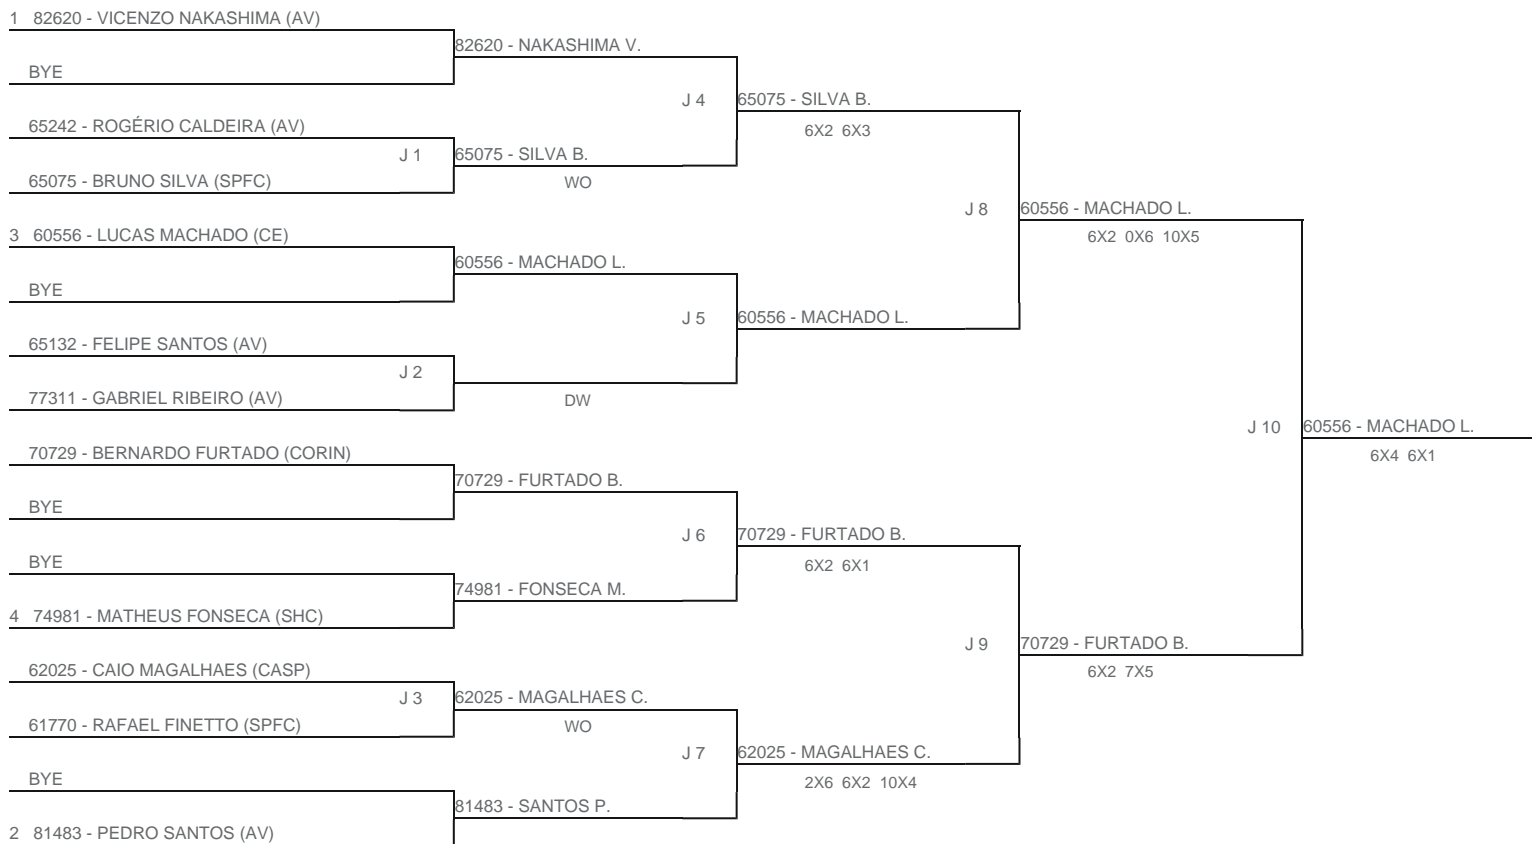 1 82620 - VICENZO NAKASHIMA (AV)
82620 - NAKASHIMA V.
BYE
J 4 65075 - SILVA B.
65242 - ROGÉRIO CALDEIRA (AV)
6X2 6X3
J 1 65075 - SILVA B.
65075 - BRUNO SILVA (SPFC)
WO
J 8 60556 - MACHADO L.
3 60556 - LUCAS MACHADO (CE)
6X2 0X6 10X5
60556 - MACHADO L.
BYE
J 5 60556 - MACHADO L.
65132 - FELIPE SANTOS (AV)
J 2
77311 - GABRIEL RIBEIRO (AV)
DW
J 10 60556 - MACHADO L.
70729 - BERNARDO FURTADO (CORIN)
6X4 6X1
70729 - FURTADO B.
BYE
J 6 70729 - FURTADO B.
BYE
6X2 6X1
74981 - FONSECA M.
4 74981 - MATHEUS FONSECA (SHC)
J 9 70729 - FURTADO B.
62025 - CAIO MAGALHAES (CASP)
6X2 7X5
J 3 62025 - MAGALHAES C.
61770 - RAFAEL FINETTO (SPFC)
WO
J 7 62025 - MAGALHAES C.
BYE
2X6 6X2 10X4
81483 - SANTOS P.
2 81483 - PEDRO SANTOS (AV)